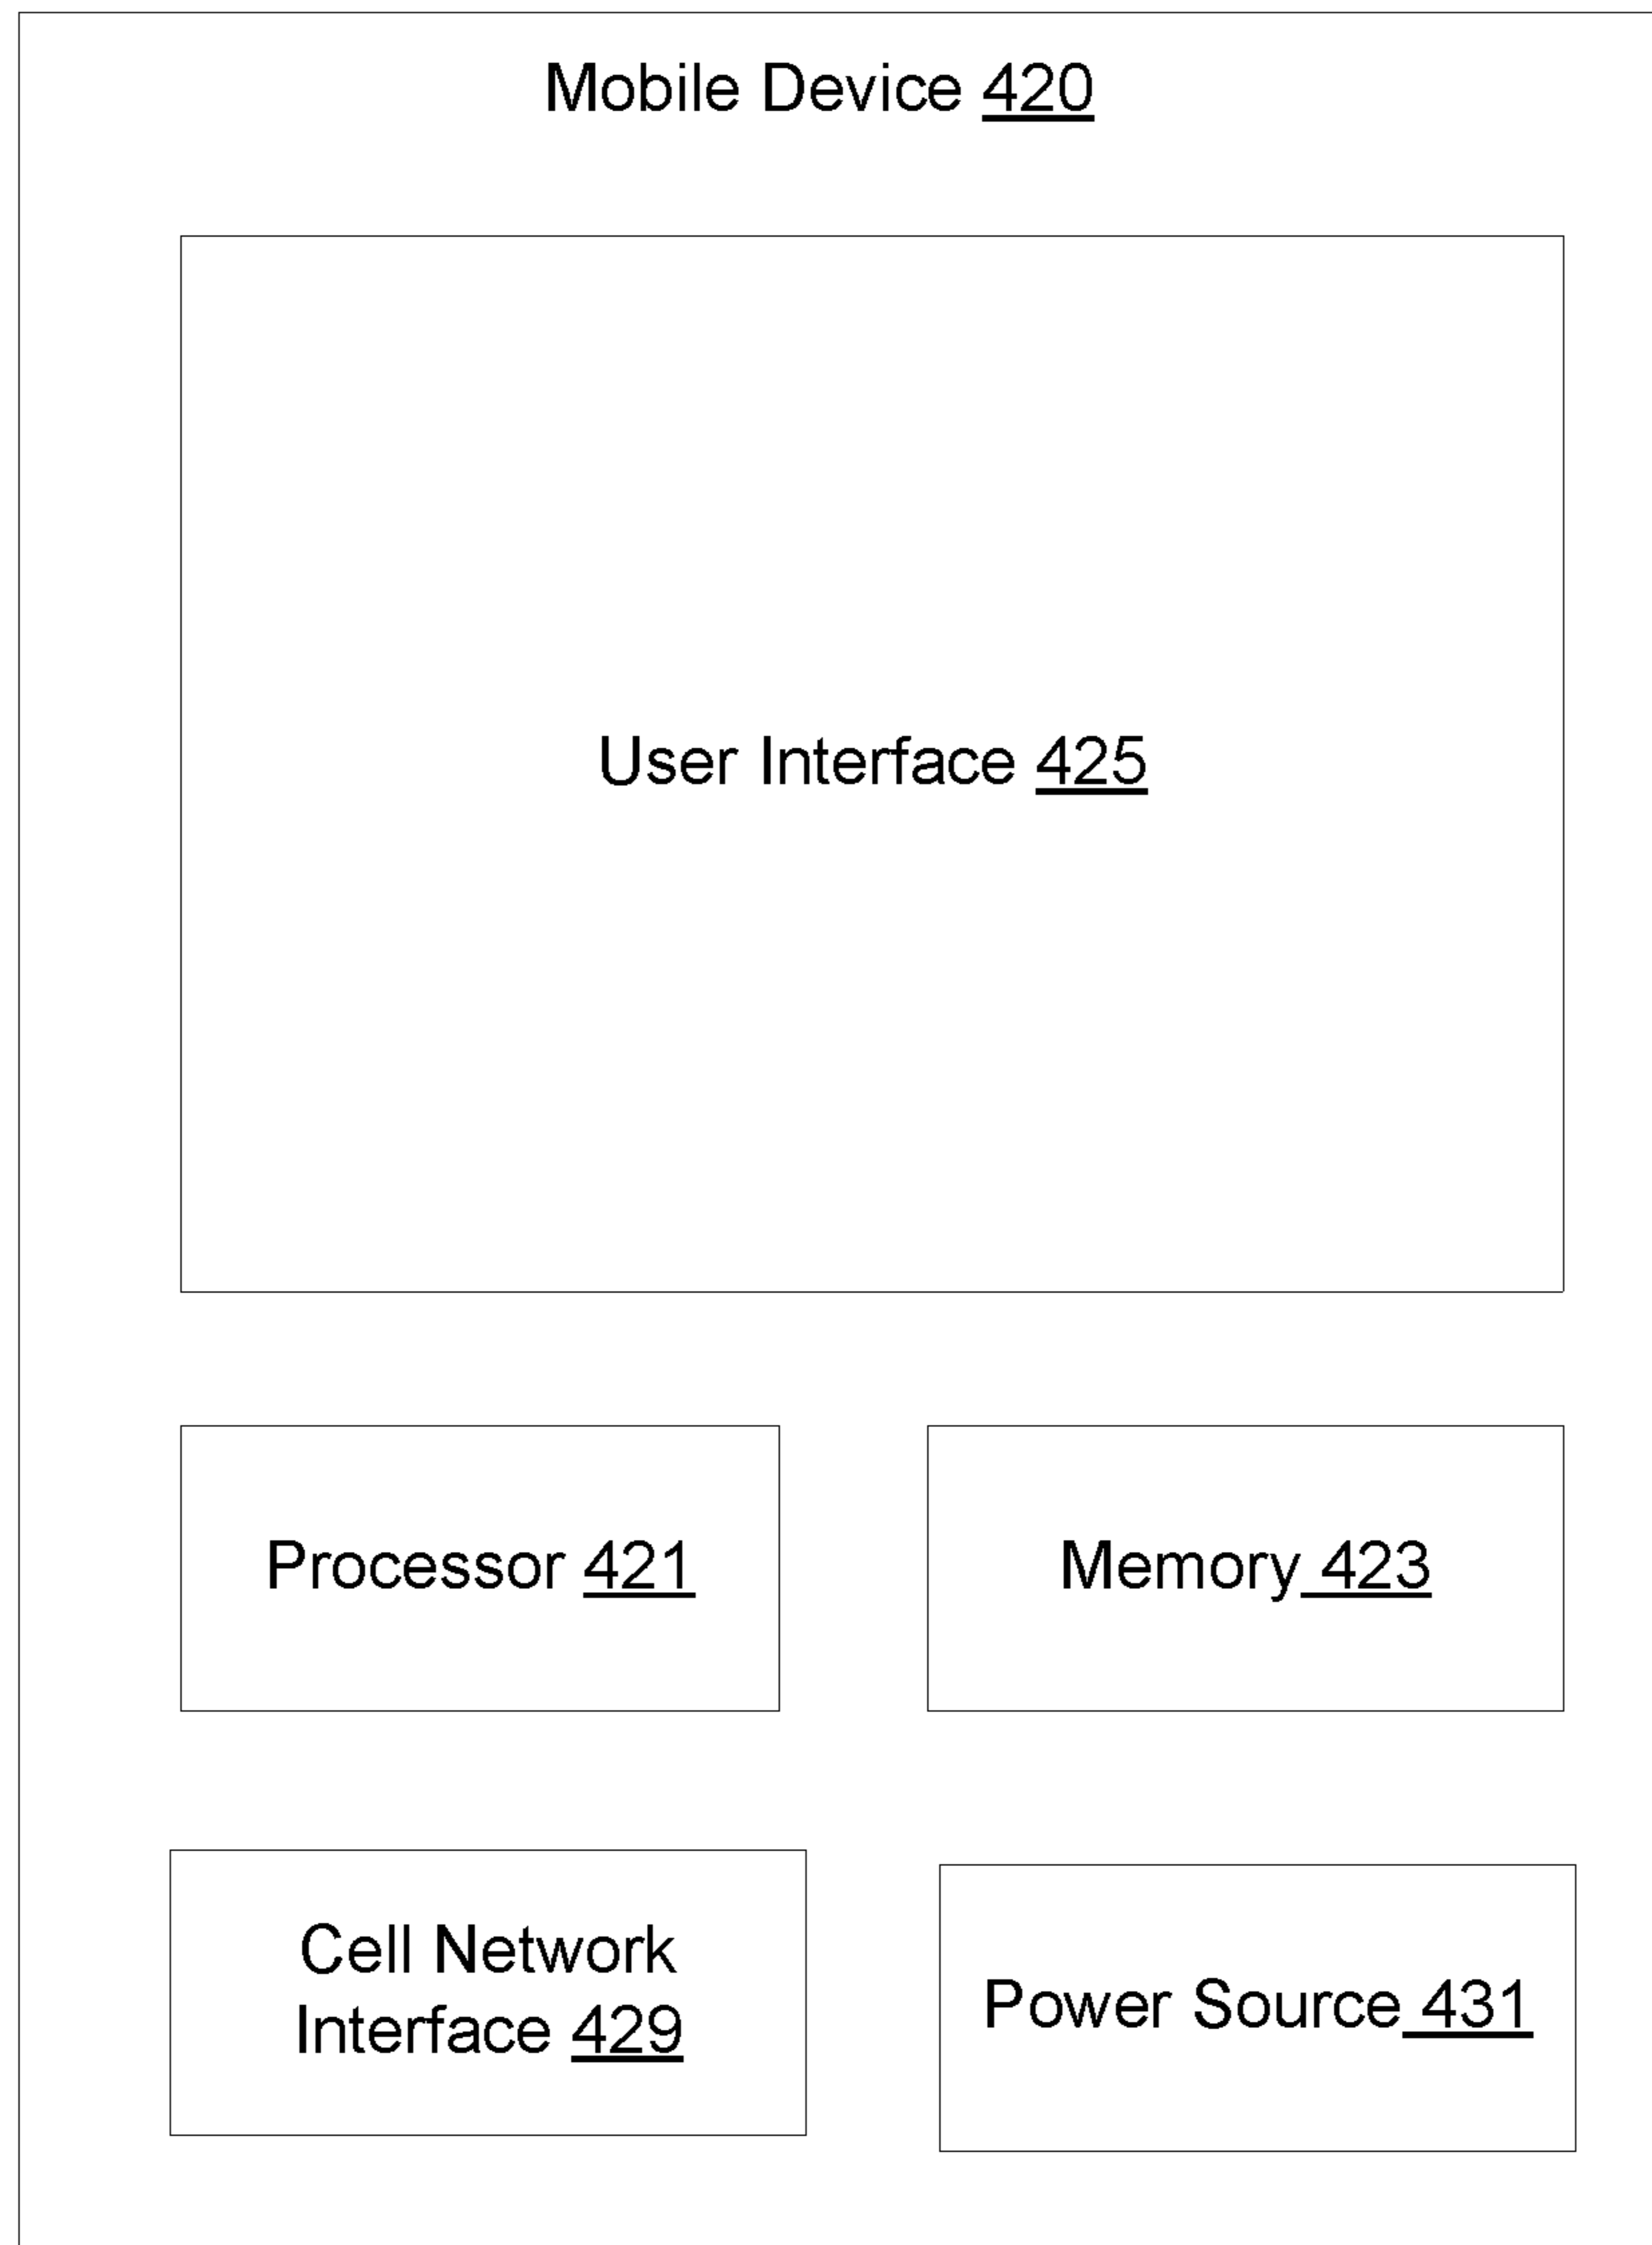 Mobile Device 420
User Interface 425
Processor 421
Memory 423
Cell Network
Interface 429
Power Source 431